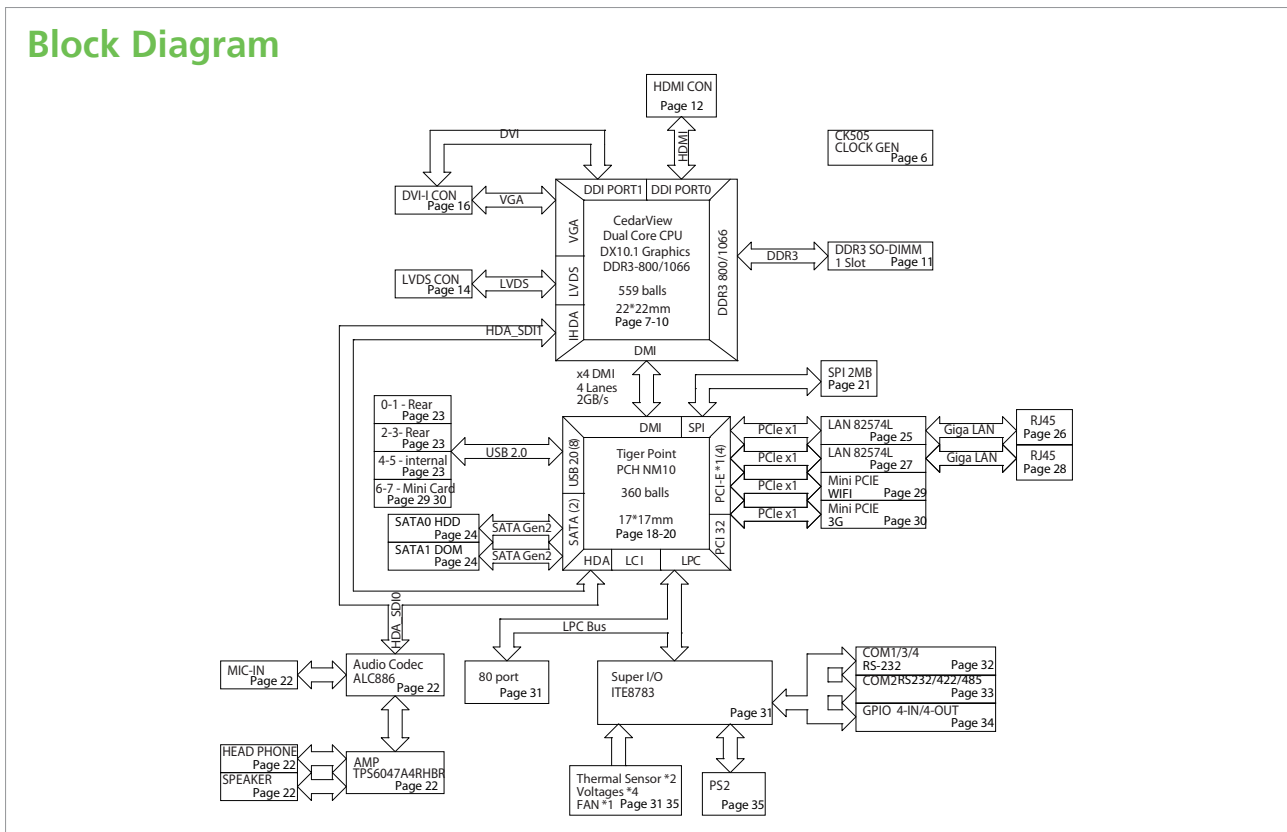 Block Diagram
HDMI CON
Page 12
CK505
CLOCK GEN
Page 6
DVI
HDMI
DDI PORT1
DDI PORT0
DVI-I CON
Page 16
VGA
VGA
CedarView
Dual Core CPU
DX10.1 Graphics
DDR3-800/1066
559 balls
22*22mm
Page 7-10
DDR3 800/1066
DDR3
DDR3 SO-DIMM
1 Slot
Page 11
LVDS CON
Page 14
LVDS
LVDS
IHDA
HDA_SDI1
DMI
x4 DMI
4 Lanes
2GB/s
SPI 2MB
Page 21
0-1 - Rear
Page 23
2-3- Rear
Page 23
4-5 - internal
Page 23
6-7 - Mini Card
Page 29 30
USB 2.0
USB 2.0(8)
DMI
SPI
Tiger Point
PCH NM10
360 balls
17*17mm
Page 18-20
PCI-E *1(4)
PCI 32
PCIe x1
LAN 82574L
Page 25
Giga LAN
RJ45
Page 26
PCIe x1
LAN 82574L
Page 27
Giga LAN
RJ45
Page 28
PCIe x1
Mini PCIE
WIFI
Page 29
PCIe x1
Mini PCIE
3G
Page 30
SATA0 HDD
Page 24
SATA Gen2
SATA1 DOM
Page 24
SATA Gen2
SATA (2)
HDA
LCI
LPC
HDA_SDI0
LPC Bus
MIC-IN
Page 22
Audio Codec
ALC886
Page 22
80 port
Page 31
Super I/O
ITE8783
Page 31
COM1/3/4
RS-232
Page 32
COM2RS232/422/485
Page 33
GPIO 4-IN/4-OUT
Page 34
HEAD PHONE
Page 22
SPEAKER
Page 22
AMP
TPS6047A4RHBR
Page 22
Thermal Sensor *2
Voltages *4
FAN *1 Page 31 35
PS2
Page 35